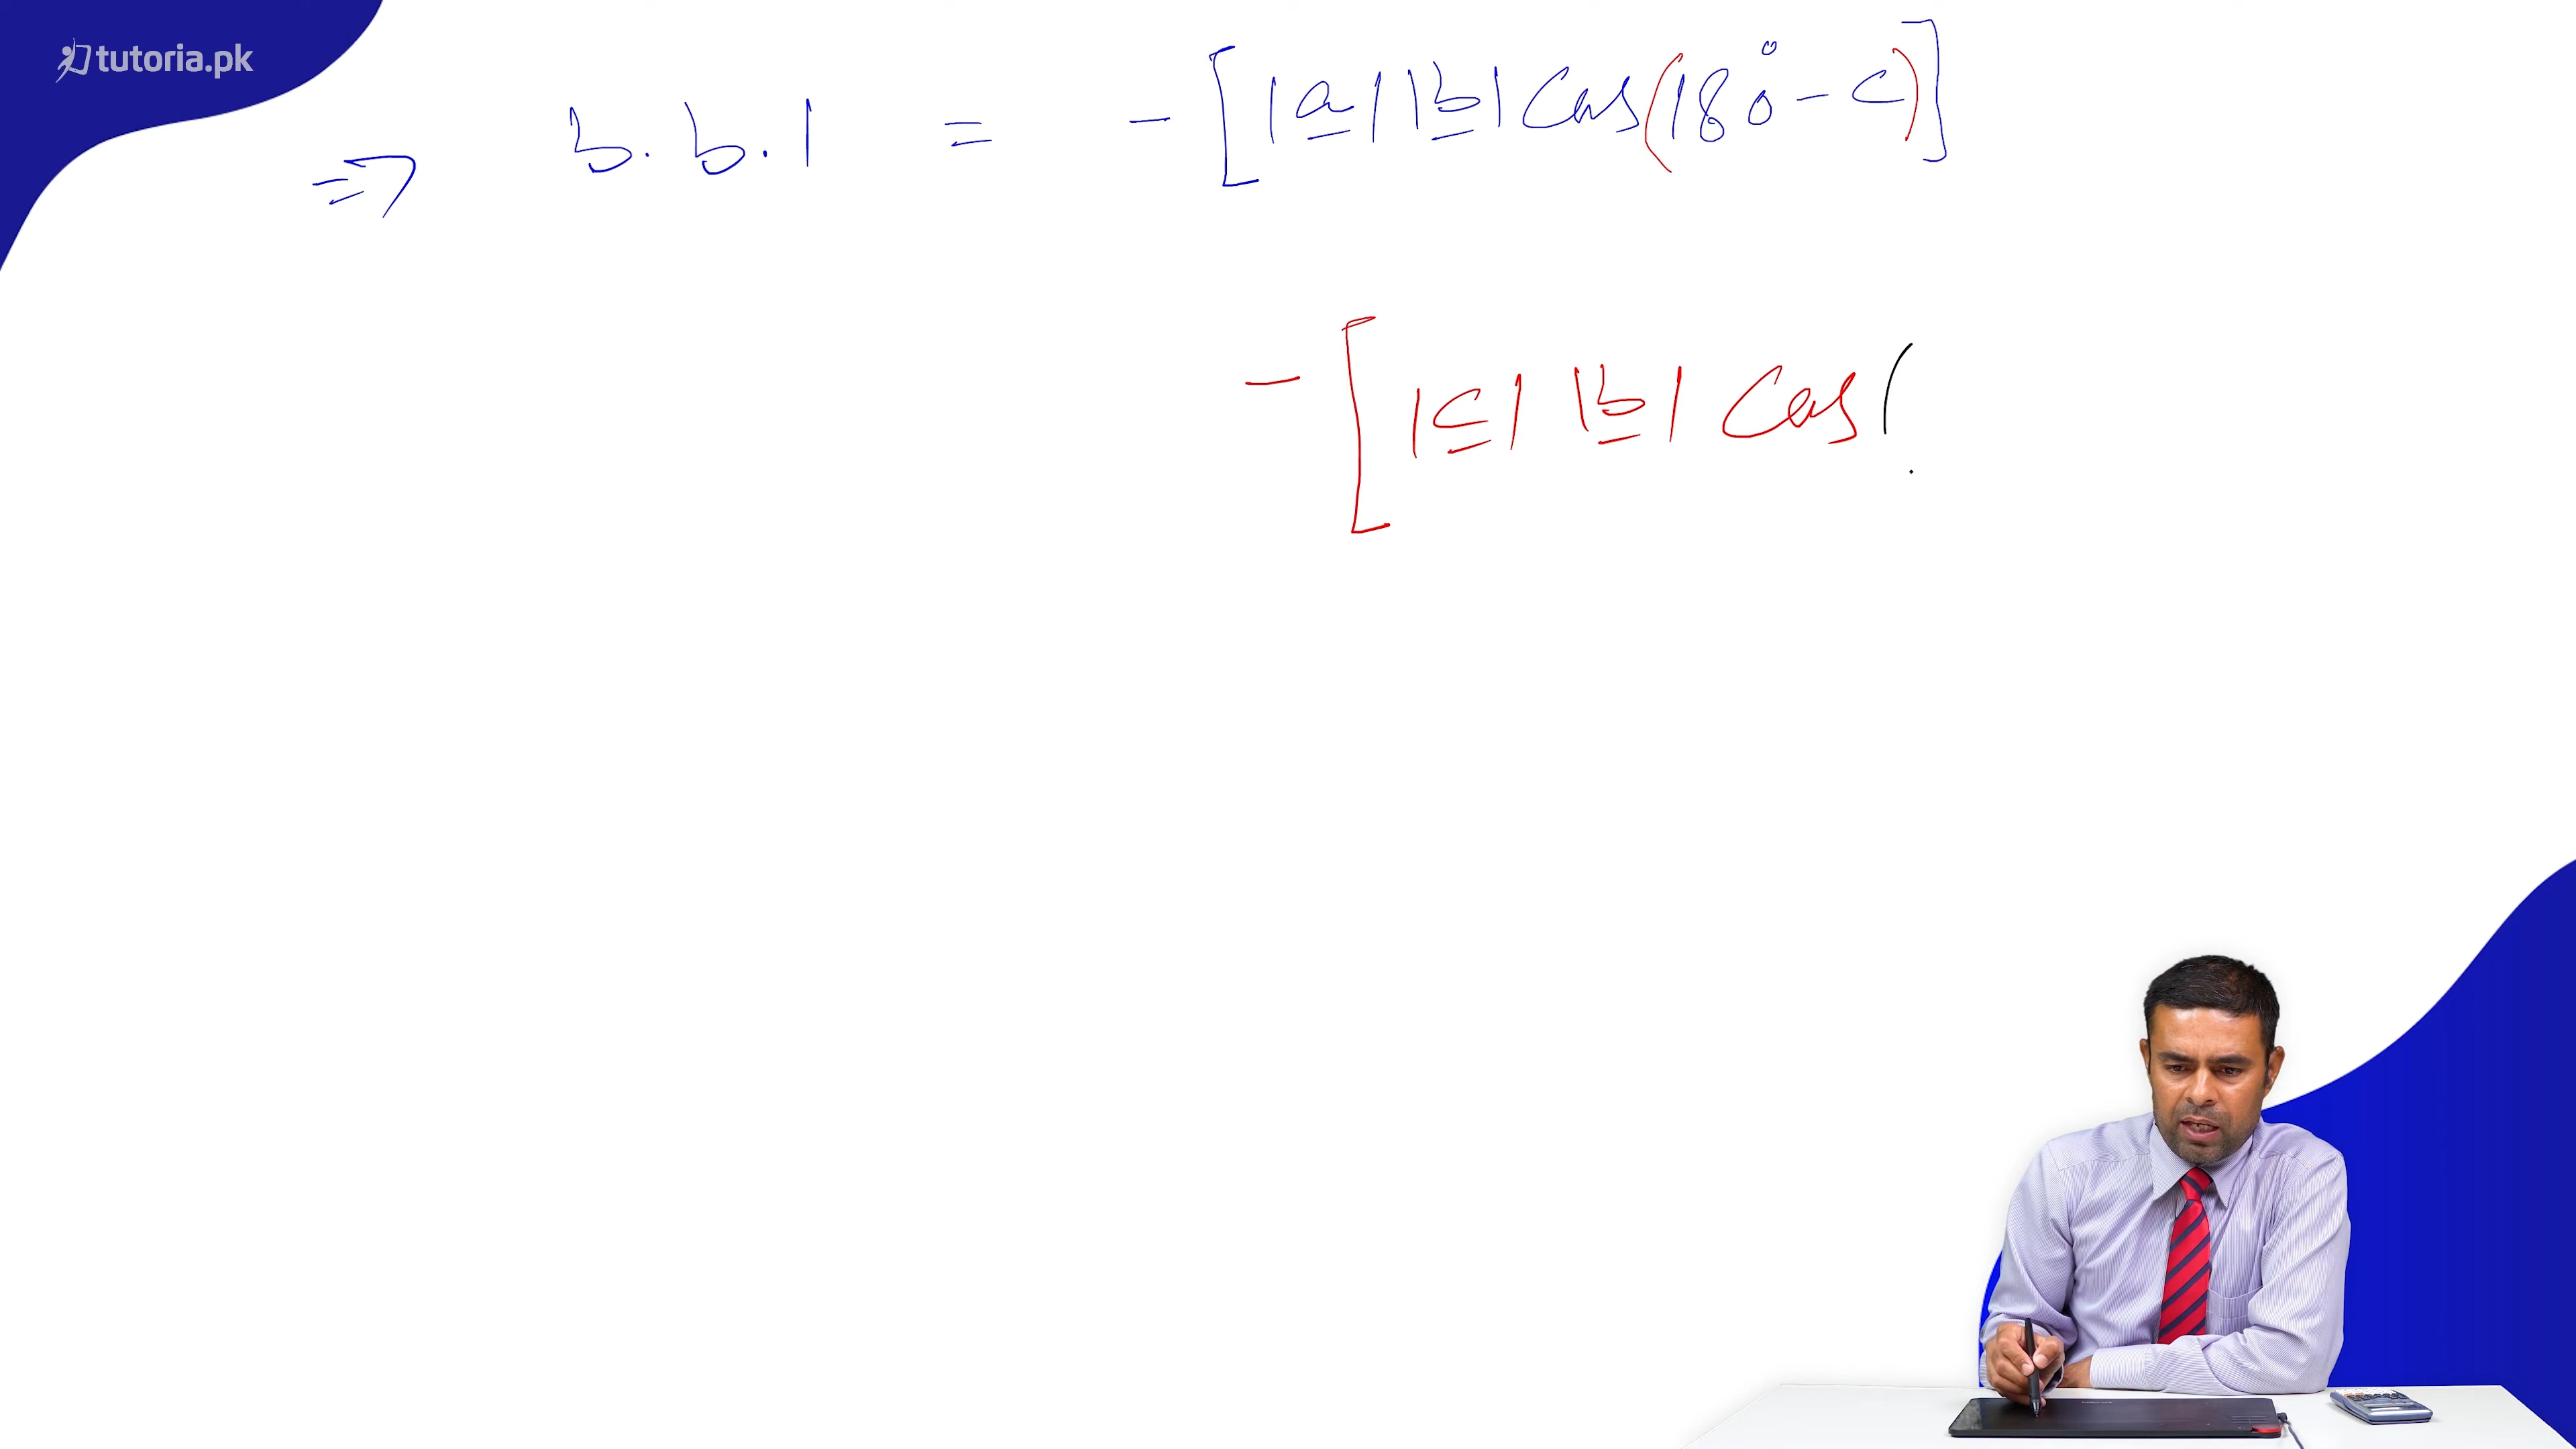 tutoria.pk
⇒ b . b . 1 = - [ |a| |b| Cos (180° - C) ]
- [ |c| |b| Cos (